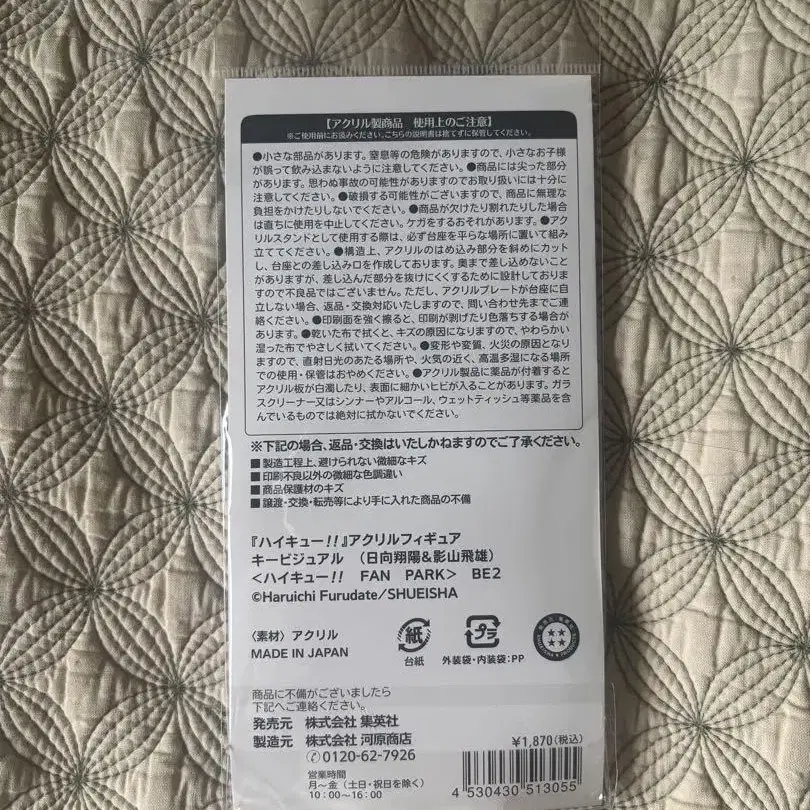 【アクリル製商品　使用上のご注意】
※ご使用前にお読みください。こちらの説明書は捨てずに保管してください。
●小さな部品があります。窒息等の危険がありますので、小さなお子様
が誤って飲み込まないように注意してください。●商品には尖った部分
があります。思わぬ事故の可能性がありますのでお取り扱いには十分に
注意してください。●破損する可能性がございますので、商品に無理な
負担をかけたりしないでください。●商品が欠けたり割れたりした場合
は直ちに使用を中止してください。ケガをするおそれがあります。●アク
リルスタンドとして使用する際は、必ず台座を平らな場所に置いて組み
立ててください。●構造上、アクリルのはめ込み部分を斜めにカット
し、台座との差し込み口を作成しております。奥まで差し込めないこと
がありますが、差し込んだ部分を抜けにくくするために設計しております
ので不良品ではございません。ただし、アクリルプレートが台座に自
立しない場合、返品・交換対応いたしますので、問い合わせ先までご連
絡ください。●印刷面を強く擦ると、印刷が剥げたり色落ちする場合が
あります。●乾いた布で拭くと、キズの原因になりますので、やわらかい
湿った布でやさしく拭いてください。●変形や変質、火災の原因となり
ますので、直射日光のあたる場所や、火気の近く、高温多湿になる場所
での使用・保管はおやめください。●アクリル製品に薬品が付着すると
アクリル板が白濁したり、表面に細かいヒビが入ることがあります。ガラ
スクリーナー又はシンナーやアルコール、ウェットティッシュ等薬品を含
んでいるものでは絶対に拭かないでください。
※下記の場合、返品・交換はいたしかねますのでご了承ください。
■製造工程上、避けられない微細なキズ
■印刷不良以外の微細な色調違い
■商品保護材のキズ
■譲渡・交換・転売等により手に入れた商品の不備
『ハイキュー!!』アクリルフィギュア
キービジュアル　（日向翔陽&影山飛雄）
＜ハイキュー!!　FAN　PARK＞　BE2
©Haruichi Furudate/SHUEISHA
〈素材〉アクリル
MADE IN JAPAN
紙
台紙
プラ
外装袋・内装袋：PP
商品に不備がございましたら
下記へご連絡ください。
発売元　株式会社 集英社
製造元　株式会社 河原商店
0120-62-7926
営業時間
月～金（土日・祝日を除く）
10：00～16：00
¥1,870(税込)
4 530430 513055